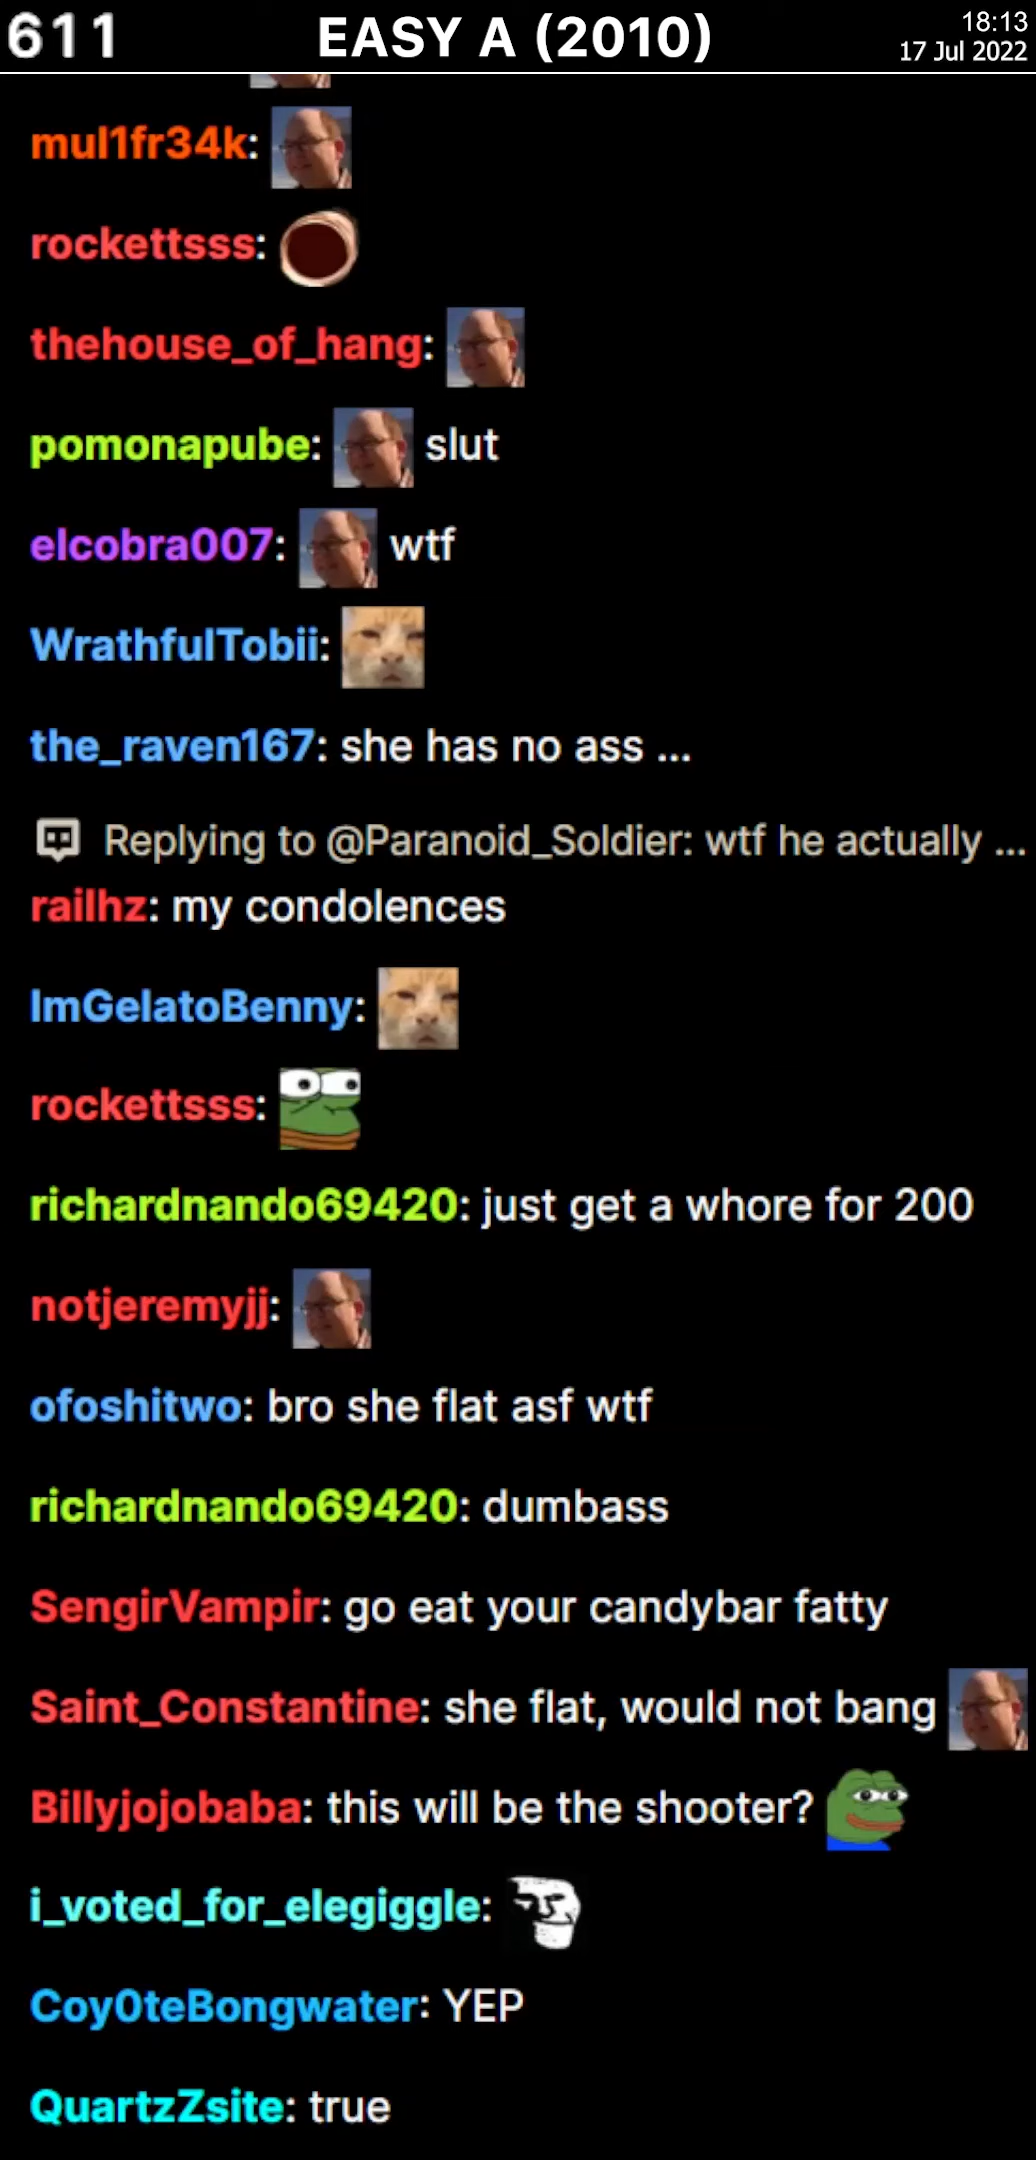 611
EASY A (2010)
18:13
17 Jul 2022
mul1fr34k:
rockettsss:
thehouse_of_hang:
pomonapube: slut
elcobra007: wtf
WrathfulTobii:
the_raven167: she has no ass ...
Replying to @Paranoid_Soldier: wtf he actually ...
railhz: my condolences
ImGelatoBenny:
rockettsss:
richardnando69420: just get a whore for 200
notjeremyjj:
ofoshitwo: bro she flat asf wtf
richardnando69420: dumbass
SengirVampir: go eat your candybar fatty
Saint_Constantine: she flat, would not bang
Billyjojobaba: this will be the shooter?
i_voted_for_elegiggle:
Coy0teBongwater: YEP
QuartzZsite: true